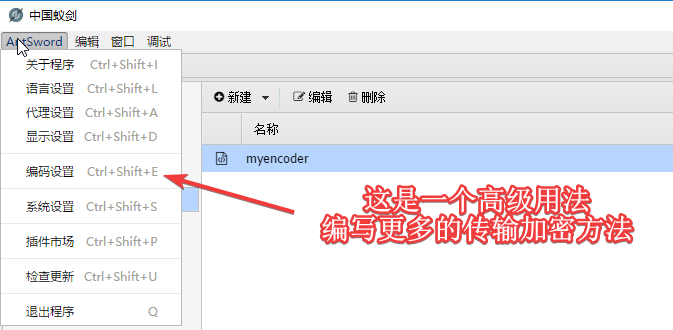 中国蚁剑
AntSword 编辑 窗口 调试
关于程序 Ctrl+Shift+I
语言设置 Ctrl+Shift+L
代理设置 Ctrl+Shift+A
显示设置 Ctrl+Shift+D
编码设置 Ctrl+Shift+E
系统设置 Ctrl+Shift+S
插件市场 Ctrl+Shift+P
检查更新 Ctrl+Shift+U
退出程序 Q
新建 编辑 删除
名称
myencoder
这是一个高级用法
编写更多的传输加密方法